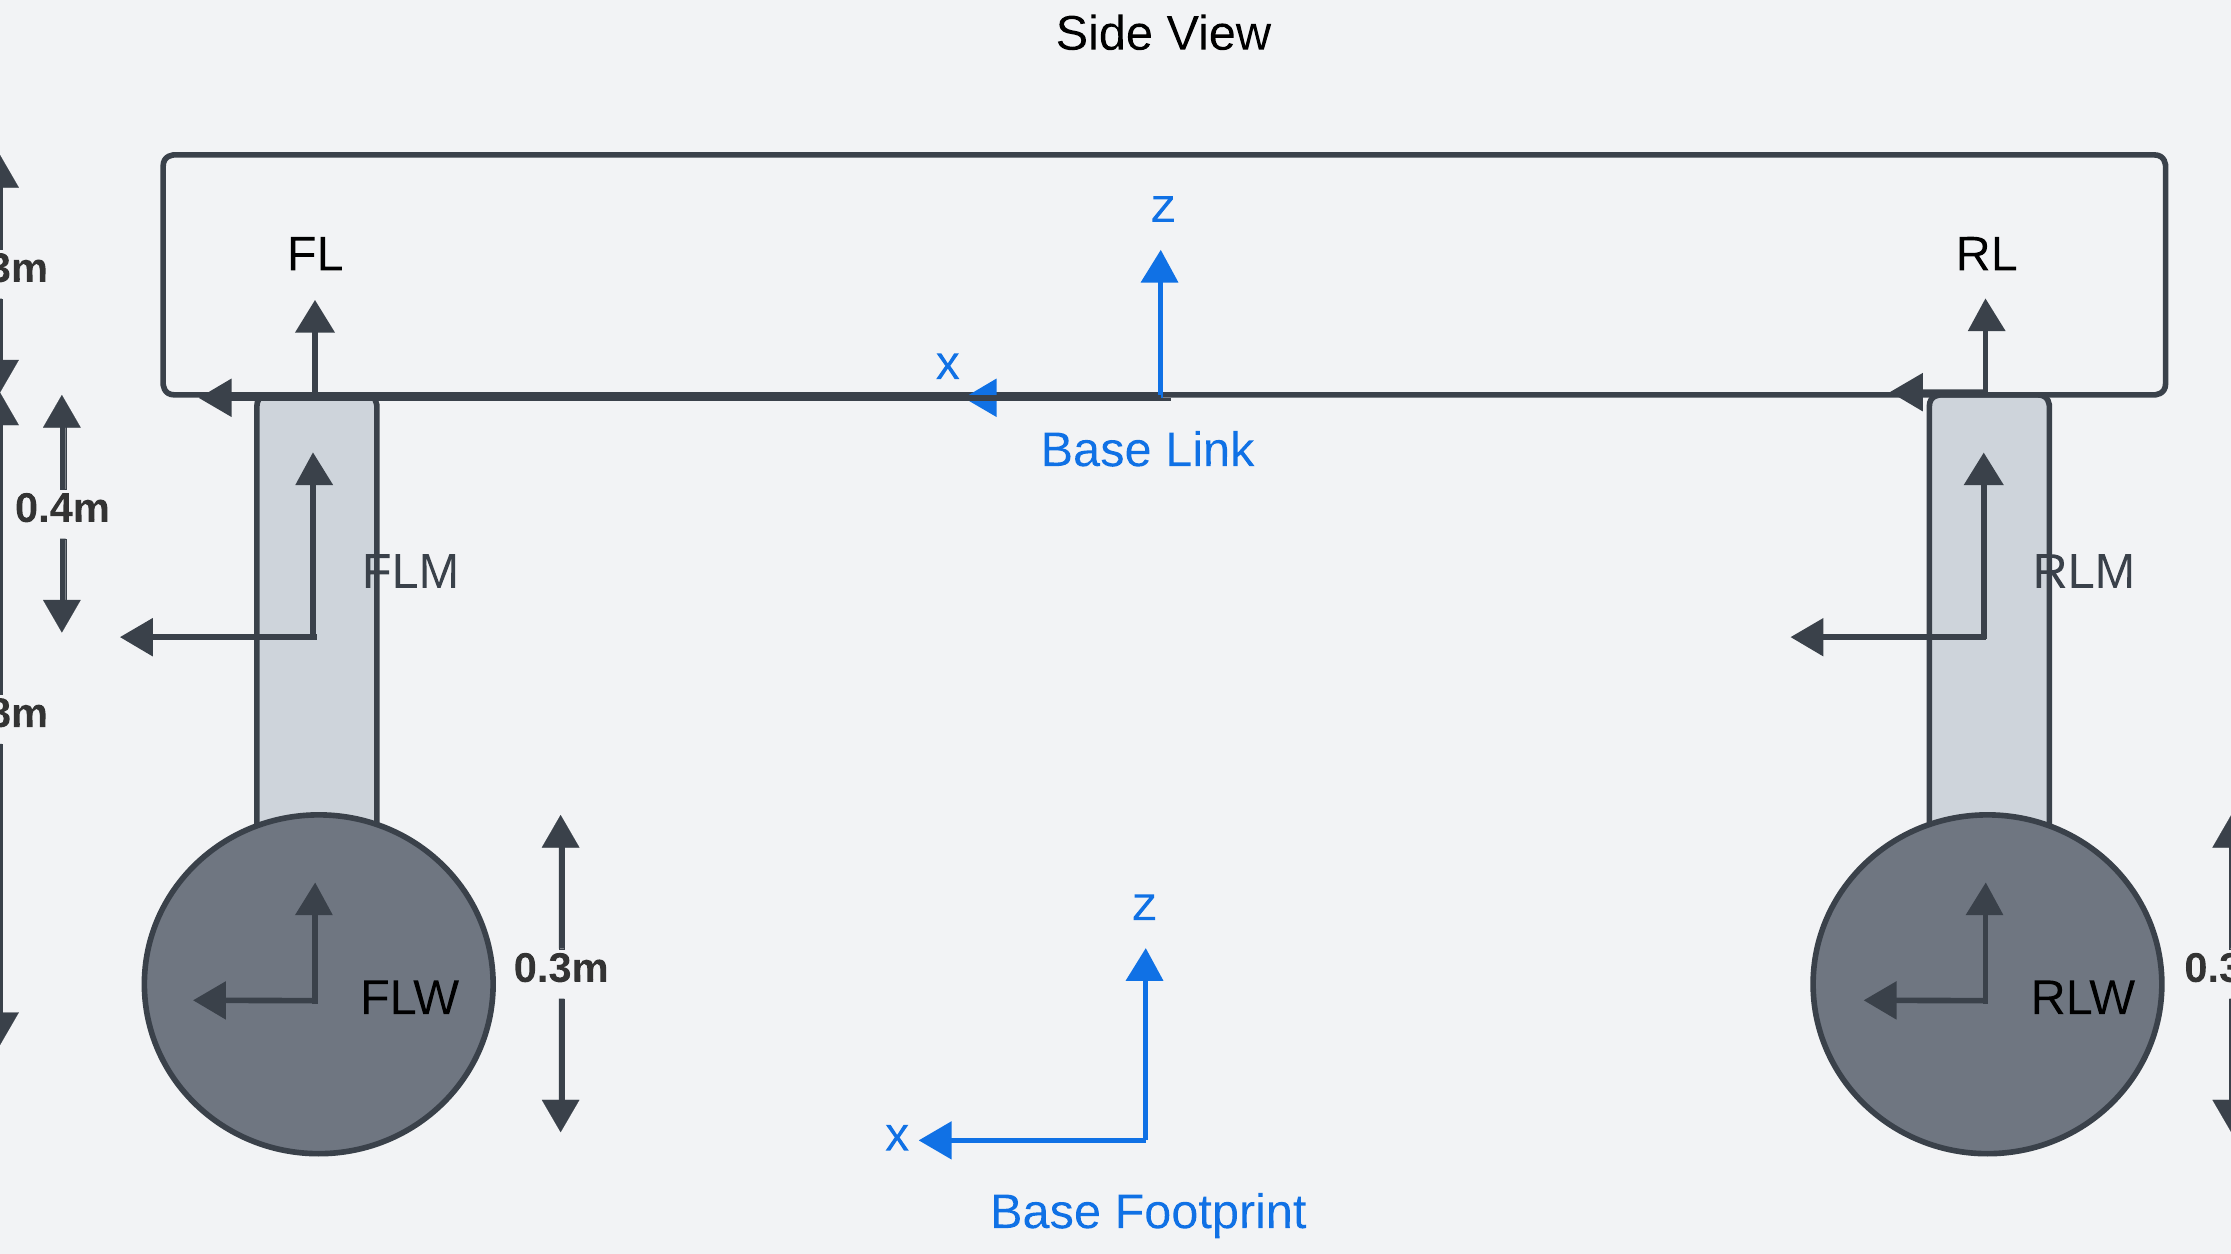 Side View
z
FL
RL
3m
x
Base Link
0.4m
FLM
RLM
3m
z
0.3m
0.3
FLW
RLW
x
Base Footprint